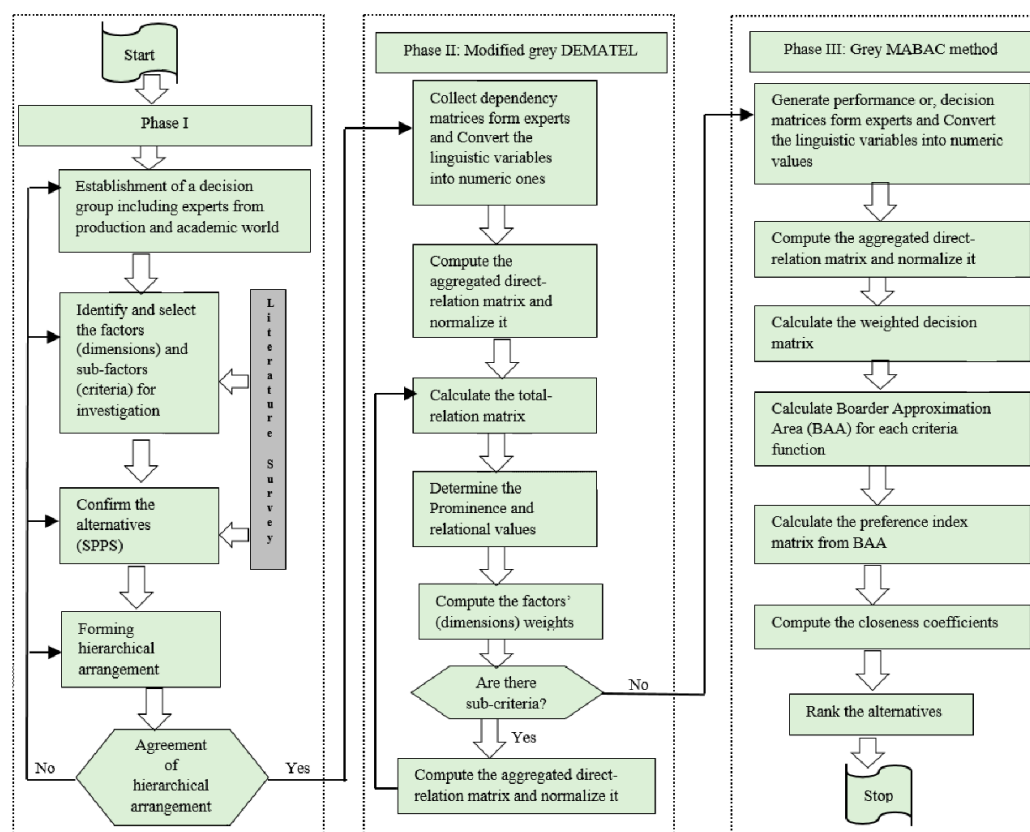 Start
Phase I
Establishment of a decision
group including experts from
production and academic world
Identify and select
the factors
(dimensions) and
sub-factors
(criteria) for
investigation
Literature Survey
Confirm the
alternatives
(SPPS)
Forming
hierarchical
arrangement
Agreement
of
hierarchical
arrangement
No
Yes
Phase II: Modified grey DEMATEL
Collect dependency
matrices form experts
and Convert the
linguistic variables
into numeric ones
Compute the
aggregated direct-
relation matrix and
normalize it
Calculate the total-
relation matrix
Determine the
Prominence and
relational values
Compute the factors’
(dimensions) weights
Are there
sub-criteria?
No
Yes
Compute the aggregated direct-
relation matrix and normalize it
Phase III: Grey MABAC method
Generate performance or, decision
matrices form experts and Convert
the linguistic variables into numeric
values
Compute the aggregated direct-
relation matrix and normalize it
Calculate the weighted decision
matrix
Calculate Boarder Approximation
Area (BAA) for each criteria
function
Calculate the preference index
matrix from BAA
Compute the closeness coefficients
Rank the alternatives
Stop